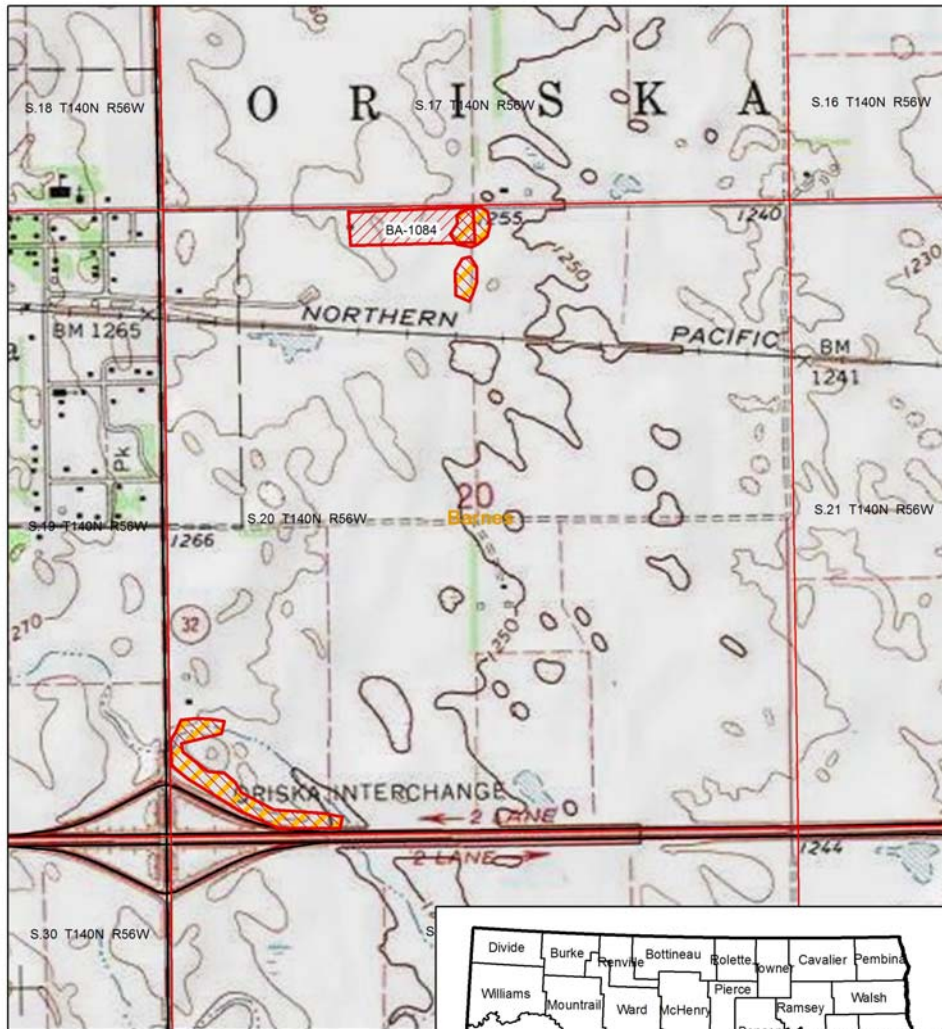 1260
S.18 T140N R56W
ORISKA
S.17 T140N R56W
S.16 T140N R56W
BA-1084
1255
1240
1250
1230
NORTHERN
PACIFIC
BM 1265
BM
1241
a
Pk
20
Barnes
S.19 T140N R56W
S.20 T140N R56W
S.21 T140N R56W
1266
270
32
1250
ORISKA INTERCHANGE
2 LANE
2 LANE
1244
S.30 T140N R56W
S
Divide
Burke
Renville
Bottineau
Rolette
Towner
Cavalier
Pembina
Pierce
Williams
Mountrail
Ward
McHenry
Ramsey
Walsh